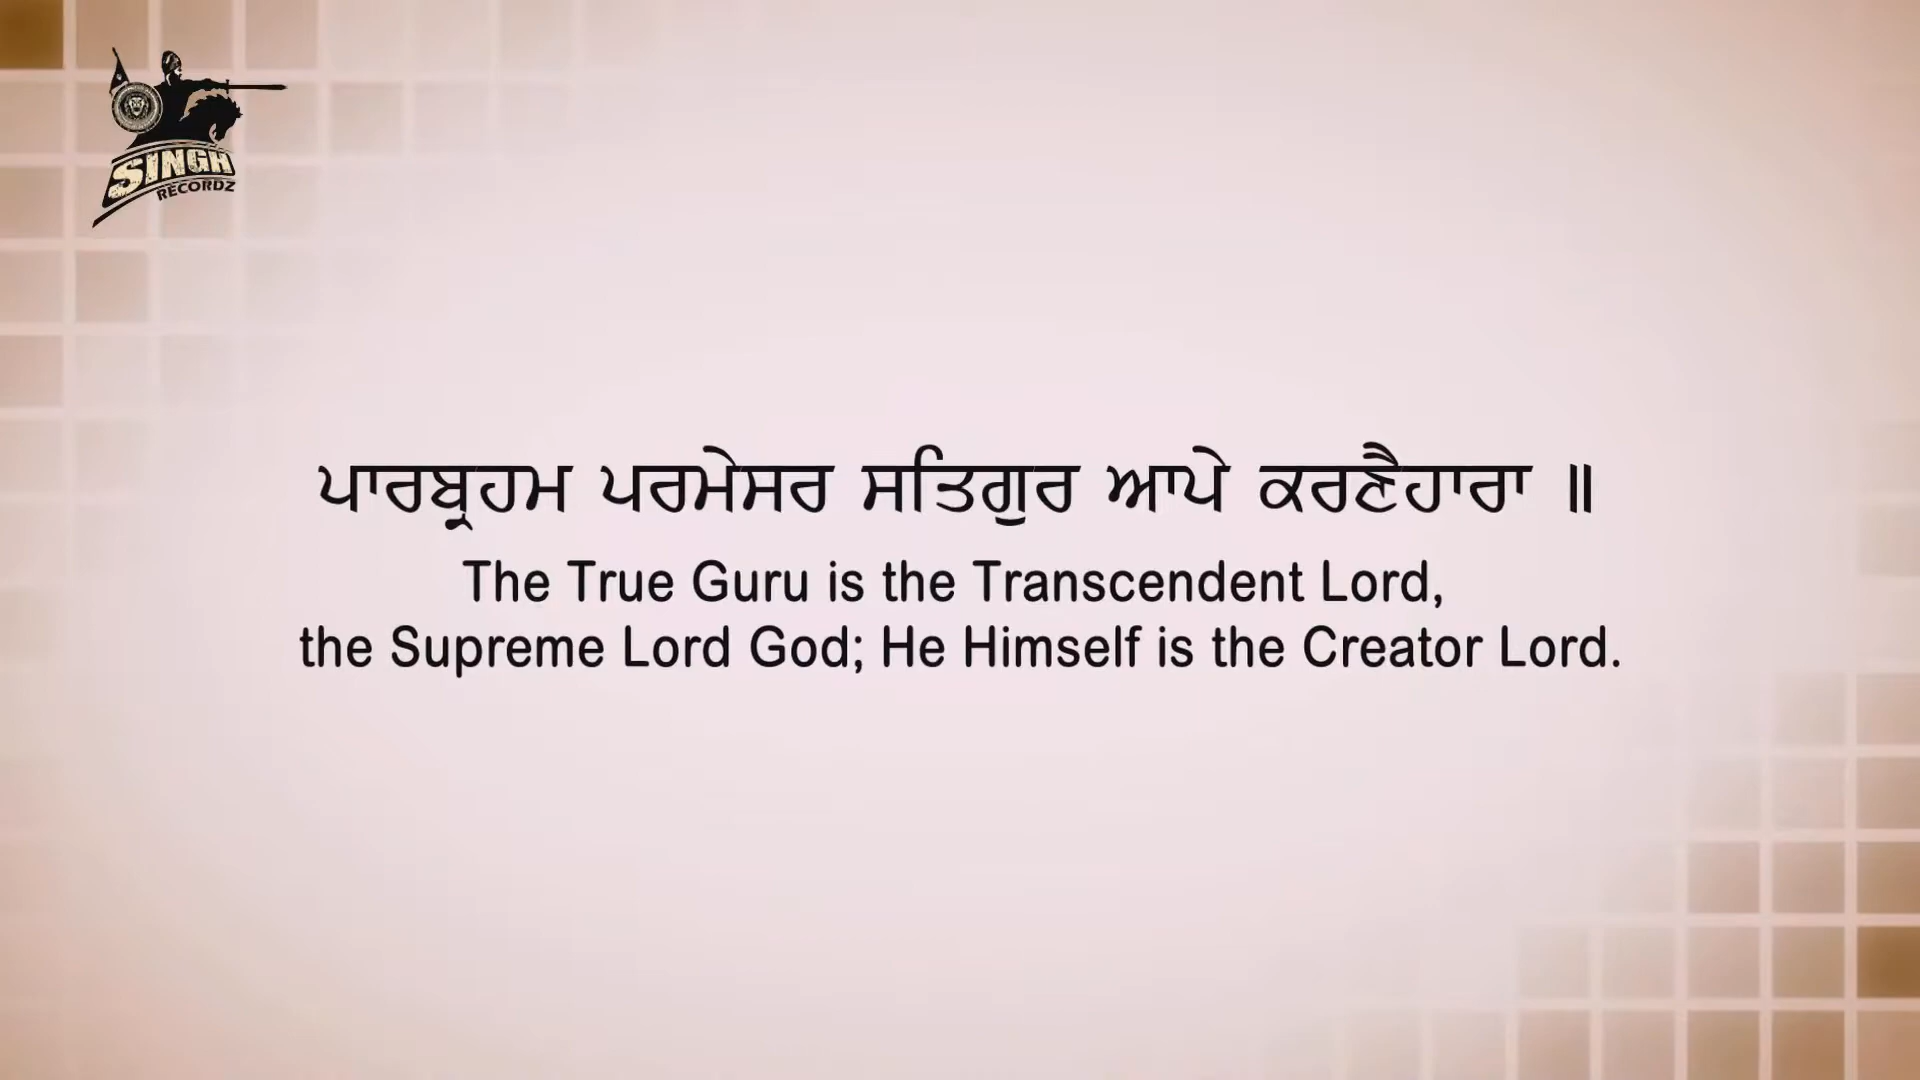 SINGH
RECORDZ
ਪਾਰਬ੍ਰਹਮ ਪਰਮੇਸਰ ਸਤਿਗੁਰ ਆਪੇ ਕਰਣੈਹਾਰਾ ॥
The True Guru is the Transcendent Lord,
the Supreme Lord God; He Himself is the Creator Lord.